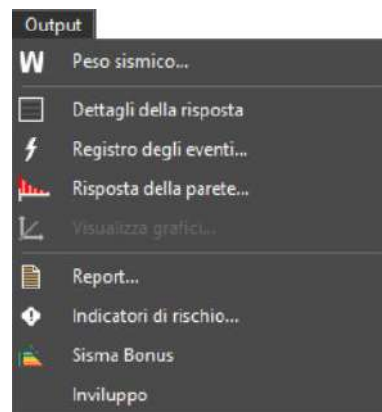 Output
W Peso sismico...
Dettagli della risposta
Registro degli eventi...
Risposta della parete...
Visualizza grafici...
Report...
Indicatori di rischio...
Sisma Bonus
Inviluppo